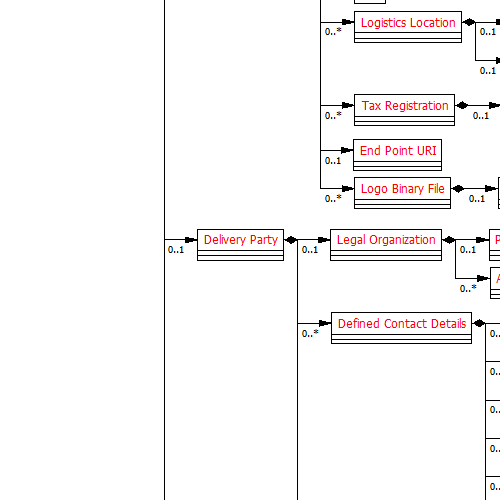 Logistics Location
0..*
0..1
0..1
Tax Registration
0..*
0..1
End Point URI
0..1
Logo Binary File
0..*
0..1
Delivery Party
Legal Organization
P
0..1
0..1
0..1
A
0..*
Defined Contact Details
0..*
0..
0..
0..
0..
0..